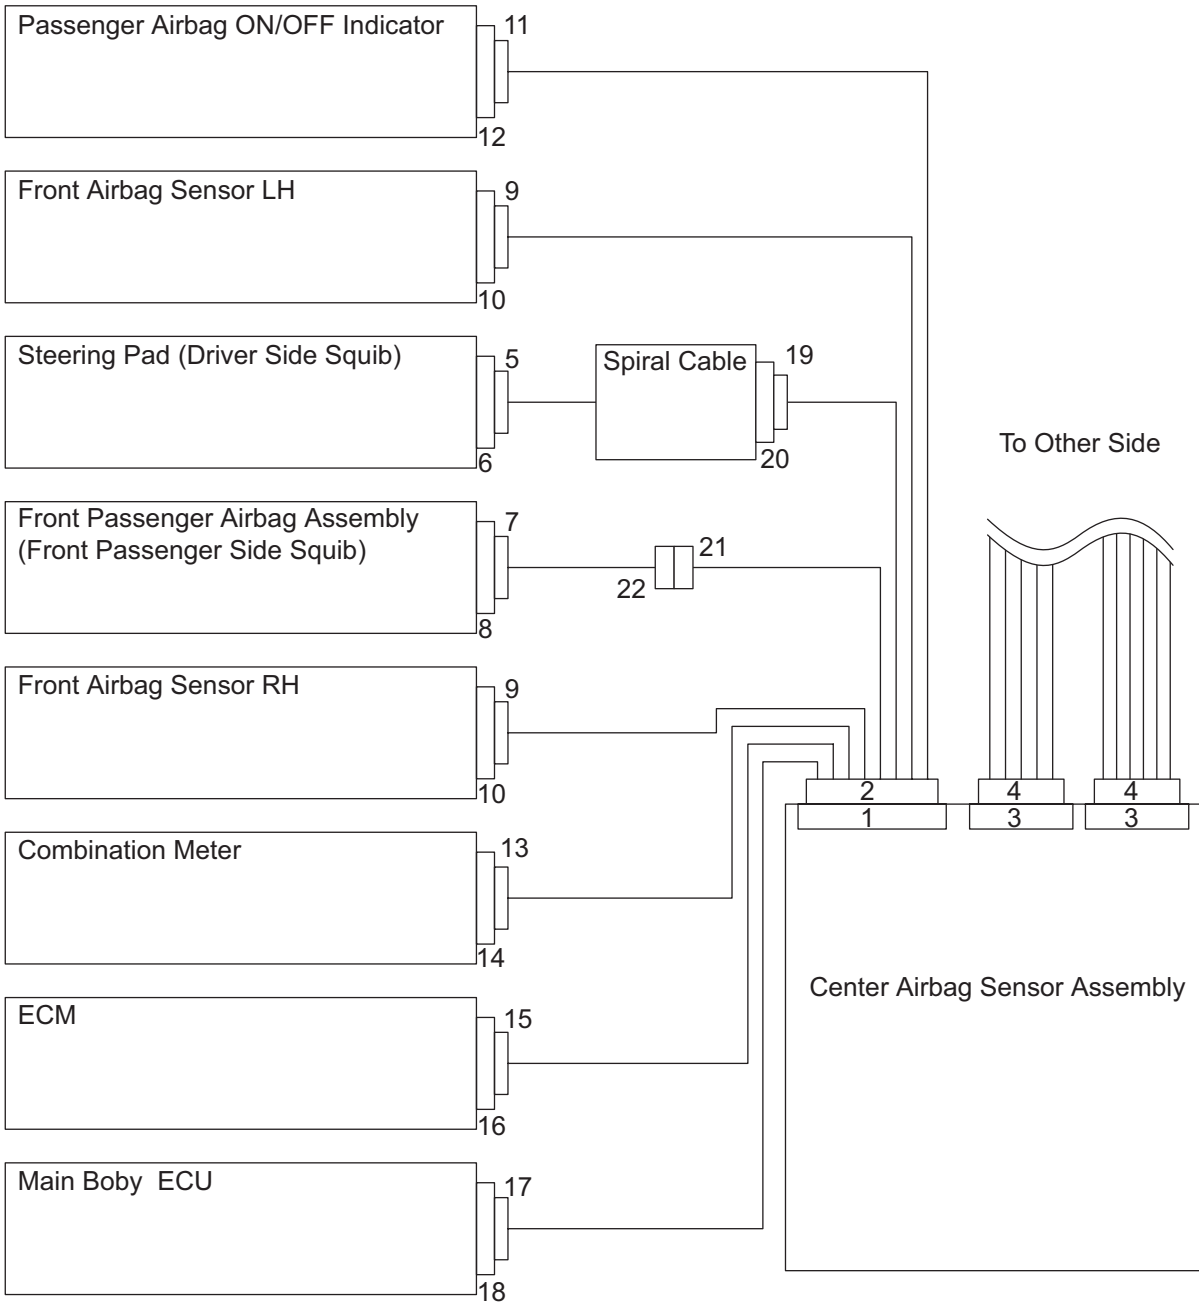 Passenger Airbag ON/OFF Indicator
11
12
Front Airbag Sensor LH
9
10
Steering Pad (Driver Side Squib)
5
6
Spiral Cable
19
20
To Other Side
Front Passenger Airbag Assembly
(Front Passenger Side Squib)
7
8
21
22
Front Airbag Sensor RH
9
10
2
4
4
1
3
3
Combination Meter
13
14
Center Airbag Sensor Assembly
ECM
15
16
Main Boby ECU
17
18